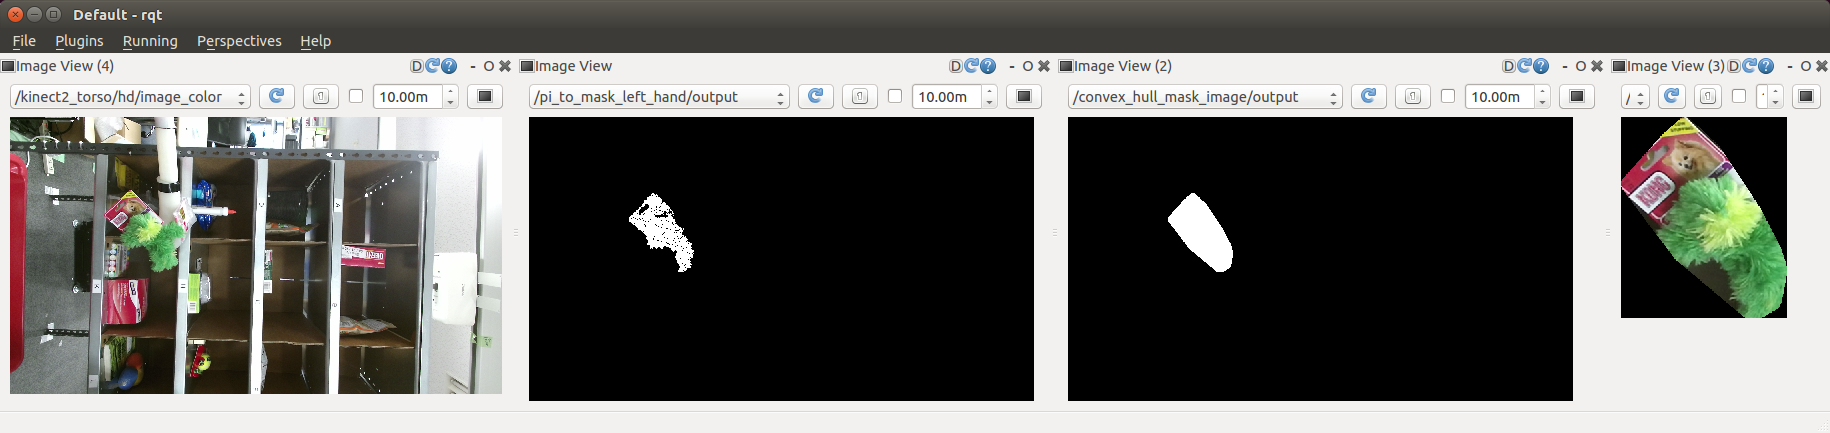 Default - rqt
File Plugins Running Perspectives Help
Image View (4) D ? - O
Image View D ? - O
Image View (2) D ? - O
Image View (3) D ? - O
/kinect2_torso/hd/image_color 10.00m
/pi_to_mask_left_hand/output 10.00m
/convex_hull_mask_image/output 10.00m
/
KONG